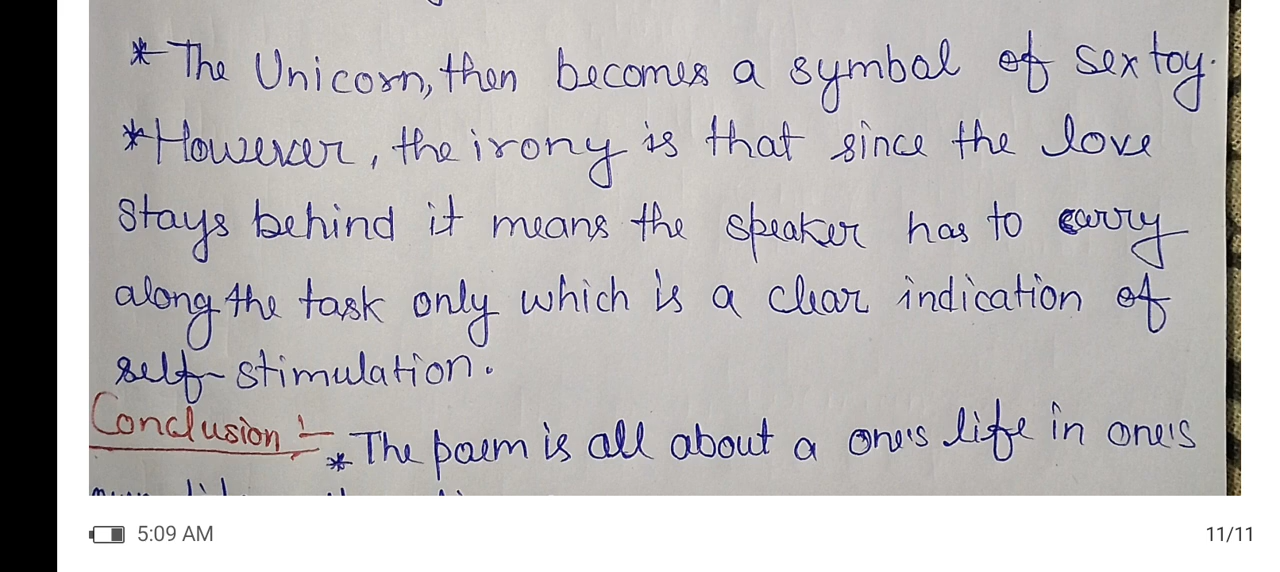 * The Unicorn, then becomes a symbol of sex toy.
* However, the irony is that since the love
stays behind it means the speaker has to carry
along the task only which is a clear indication of
self-stimulation.
Conclusion :- * The poem is all about a one's life in one's
5:09 AM
11/11